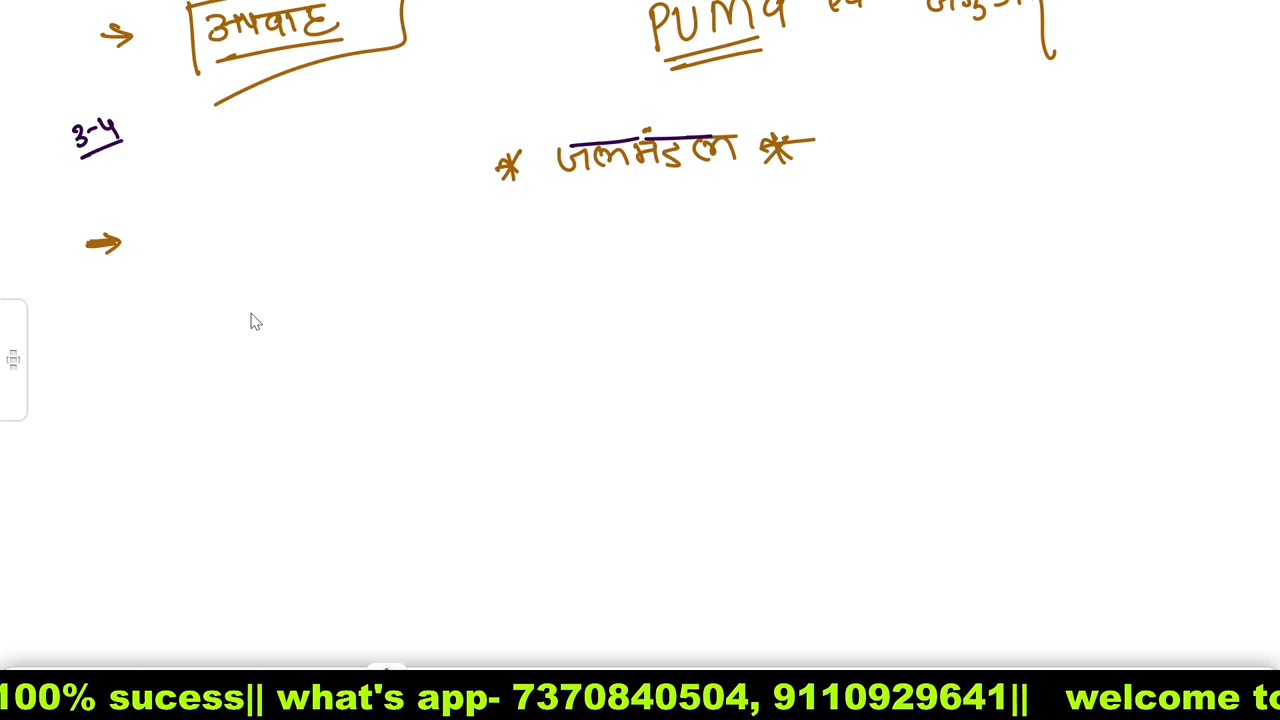 → अपवाह PUMA
3-4
* जलमंडल *
→
100% sucess|| what's app- 7370840504, 9110929641|| welcome to